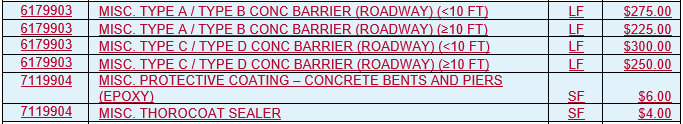 6179903 MISC. TYPE A / TYPE B CONC BARRIER (ROADWAY) (<10 FT) LF $275.00
6179903 MISC. TYPE A / TYPE B CONC BARRIER (ROADWAY) (≥10 FT) LF $225.00
6179903 MISC. TYPE C / TYPE D CONC BARRIER (ROADWAY) (<10 FT) LF $300.00
6179903 MISC. TYPE C / TYPE D CONC BARRIER (ROADWAY) (≥10 FT) LF $250.00
7119904 MISC. PROTECTIVE COATING – CONCRETE BENTS AND PIERS
(EPOXY) SF $6.00
7119904 MISC. THOROCOAT SEALER SF $4.00